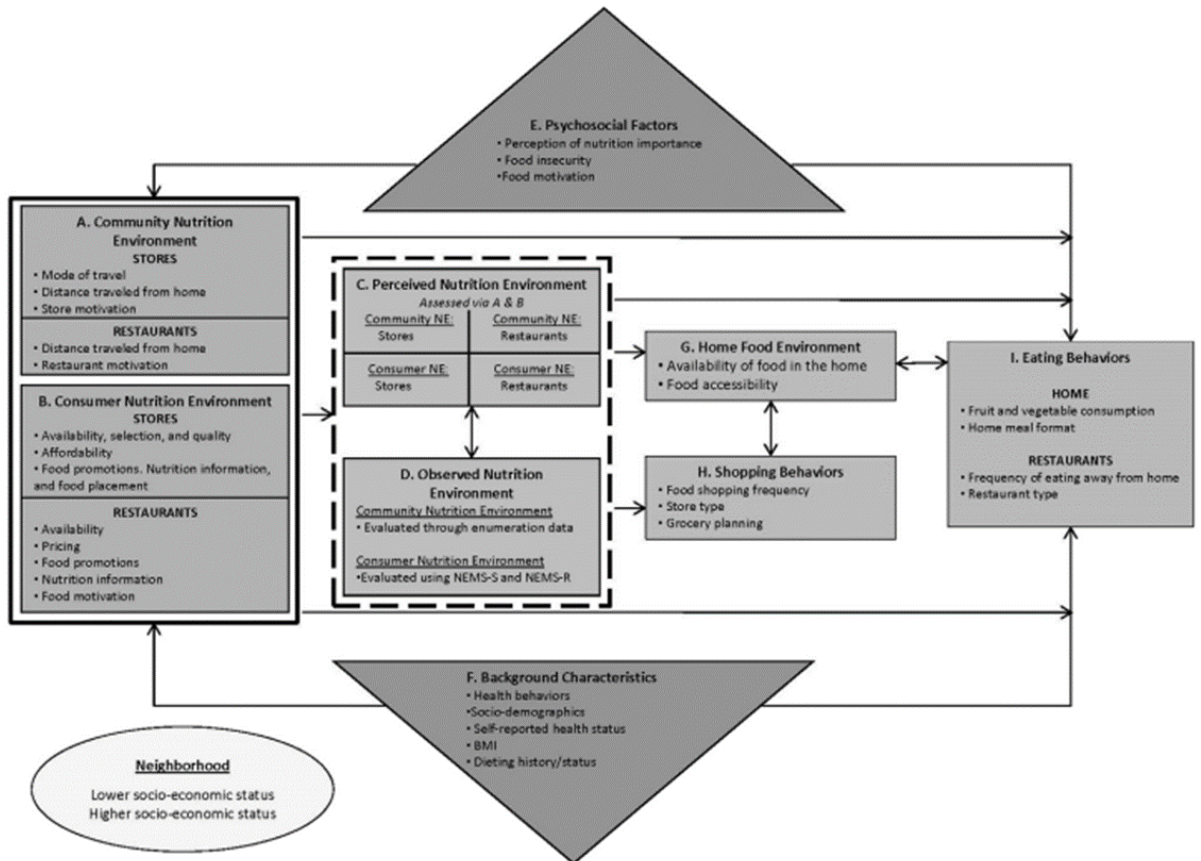 E. Psychosocial Factors
• Perception of nutrition importance
• Food insecurity
•Food motivation
A. Community Nutrition
Environment
STORES
• Mode of travel
• Distance traveled from home
• Store motivation
RESTAURANTS
• Distance traveled from home
• Restaurant motivation
B. Consumer Nutrition Environment
STORES
• Availability, selection, and quality
• Affordability
• Food promotions. Nutrition information,
and food placement
RESTAURANTS
• Availability
• Pricing
• Food promotions
• Nutrition information
• Food motivation
C. Perceived Nutrition Environment
Assessed via A & B
Community NE:
Stores
Community NE:
Restaurants
Consumer NE:
Stores
Consumer NE:
Restaurants
D. Observed Nutrition
Environment
Community Nutrition Environment
• Evaluated through enumeration data
Consumer Nutrition Environment
•Evaluated using NEMS-S and NEMS-R
G. Home Food Environment
• Availability of food in the home
• Food accessibility
H. Shopping Behaviors
• Food shopping frequency
• Store type
• Grocery planning
I. Eating Behaviors
HOME
• Fruit and vegetable consumption
• Home meal format
RESTAURANTS
• Frequency of eating away from home
• Restaurant type
F. Background Characteristics
• Health behaviors
•Socio-demographics
• Self-reported health status
• BMI
• Dieting history/status
Neighborhood
Lower socio-economic status
Higher socio-economic status